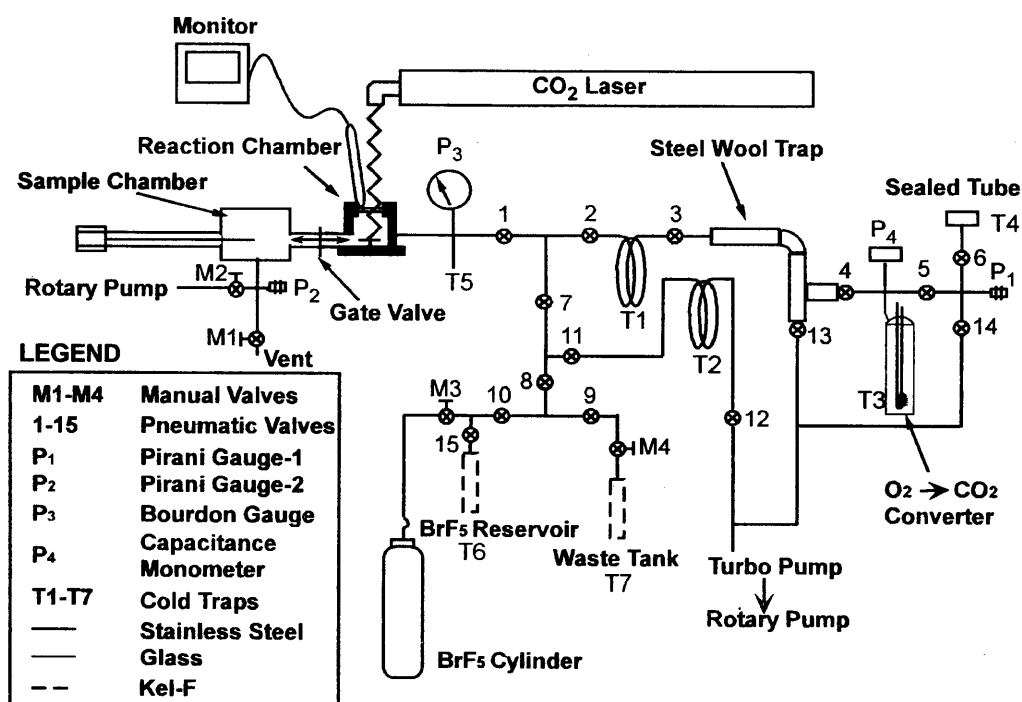 Monitor
CO2 Laser
Reaction Chamber
P3
Steel Wool Trap
Sample Chamber
Sealed Tube
T4
1
2
3
P4
6
M2
4
5
P1
Rotary Pump
P2
T5
Gate Valve
7
T1
13
14
M1
Vent
11
T2
LEGEND
8
T3
M1-M4 Manual Valves
1-15 Pneumatic Valves
P1 Pirani Gauge-1
P2 Pirani Gauge-2
P3 Bourdon Gauge
P4 Capacitance
Monometer
T1-T7 Cold Traps
Stainless Steel
Glass
Kel-F
M3
10
9
12
15
M4
O2 → CO2
Converter
BrF5 Reservoir
T6
Waste Tank
T7
Turbo Pump
Rotary Pump
BrF5 Cylinder